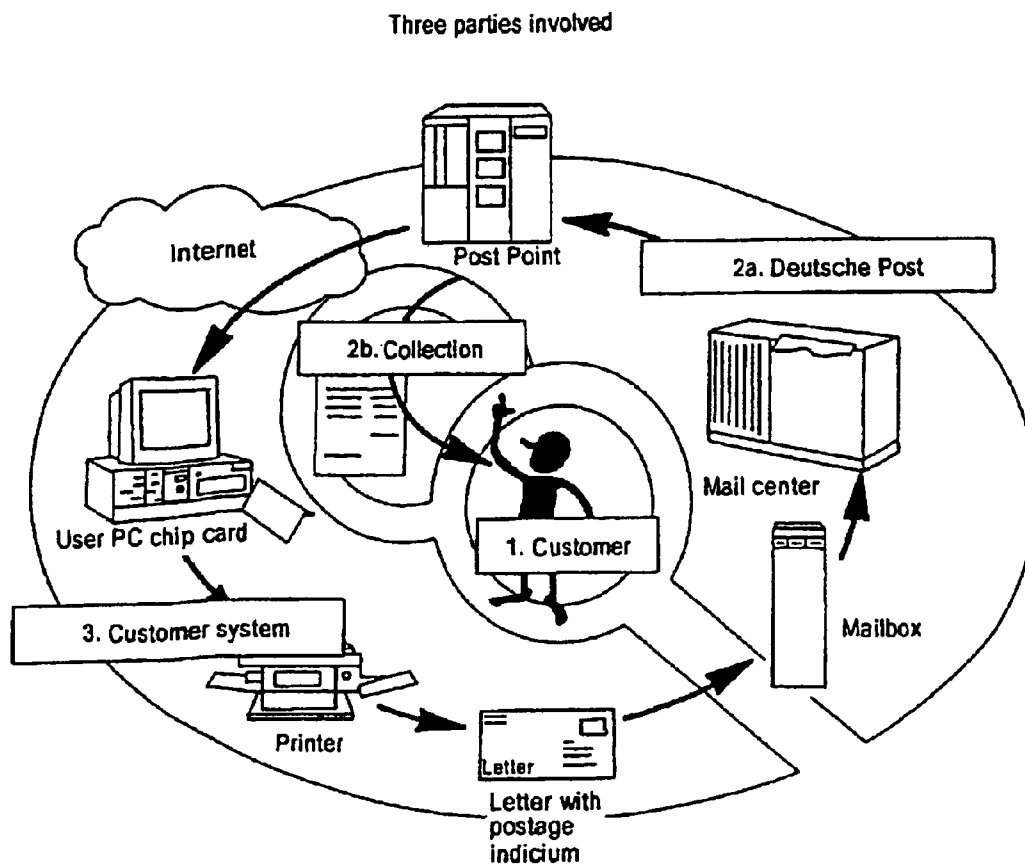 Three parties involved
Internet
Post Point
2a. Deutsche Post
2b. Collection
Mail center
User PC chip card
1. Customer
3. Customer system
Mailbox
Printer
Letter
Letter with
postage
indicium